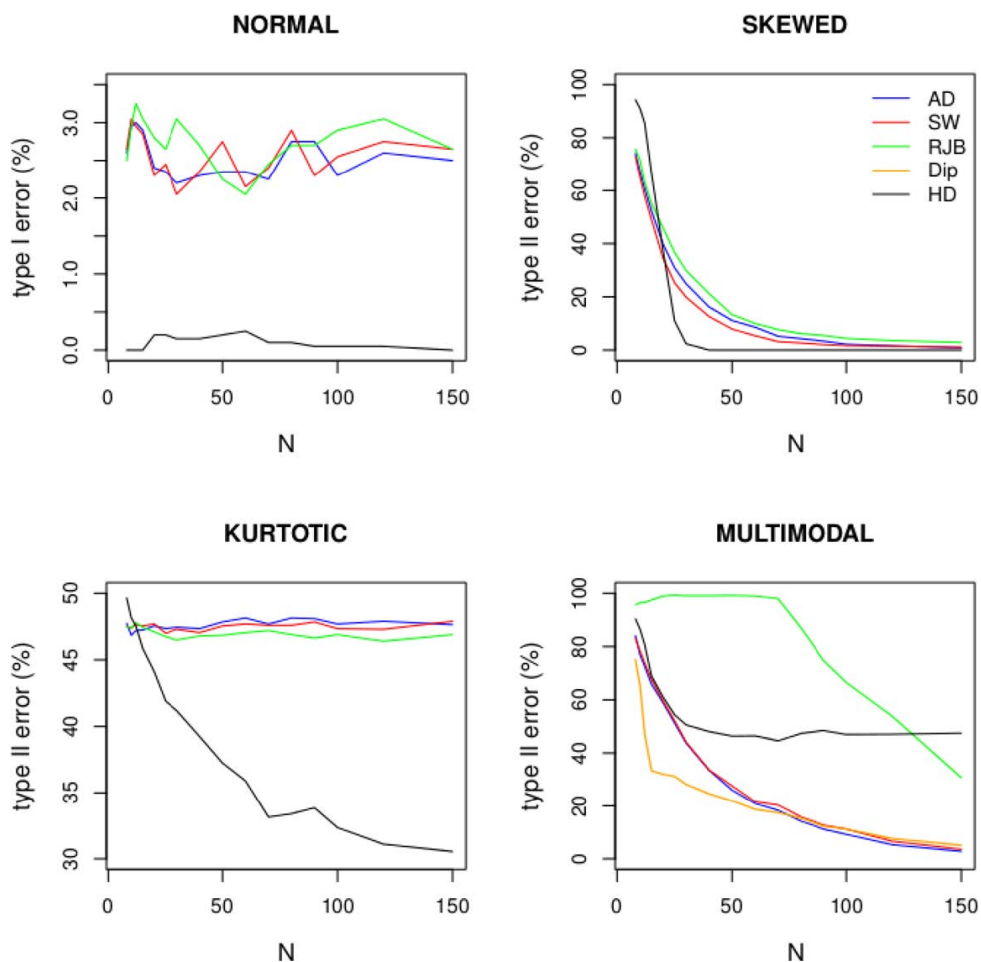 NORMAL
type I error (%)
0.0 1.0 2.0 3.0
0 50 100 150
N
SKEWED
type II error (%)
0 20 40 60 80 100
0 50 100 150
N
AD
SW
RJB
Dip
HD
KURTOTIC
type II error (%)
30 35 40 45 50
0 50 100 150
N
MULTIMODAL
type II error (%)
0 20 40 60 80 100
0 50 100 150
N